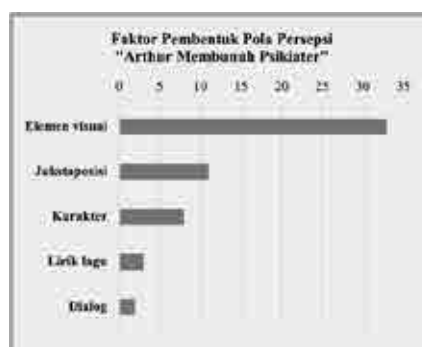 Faktor Pembentuk Pola Persepsi
"Arthur Membunuh Psikiater"
0 5 10 15 20 25 30 35
Elemen visual
Jukstaposisi
Karakter
Lirik lagu
Dialog